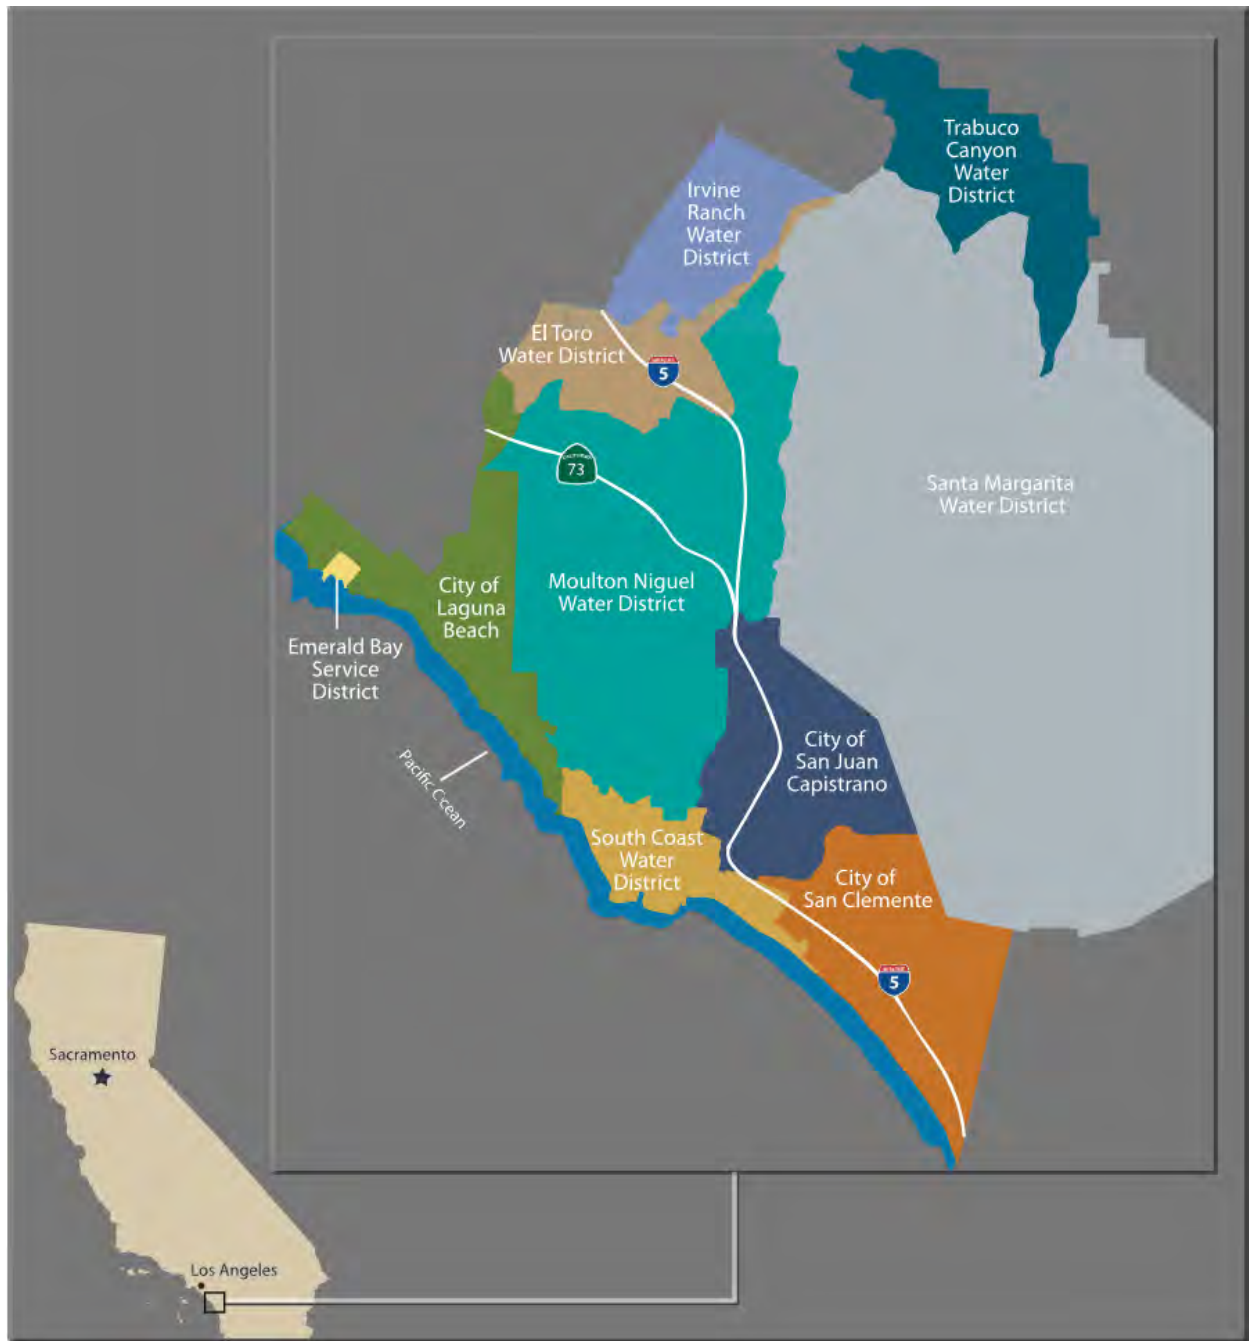 Trabuco
Canyon
Water
District
Irvine
Ranch
Water
District
El Toro
Water District
5
73
Santa Margarita
Water District
City of
Laguna
Beach
Moulton Niguel
Water District
Emerald Bay
Service
District
Pacific Ocean
City of
San Juan
Capistrano
South Coast
Water
District
City of
San Clemente
5
Sacramento
Los Angeles